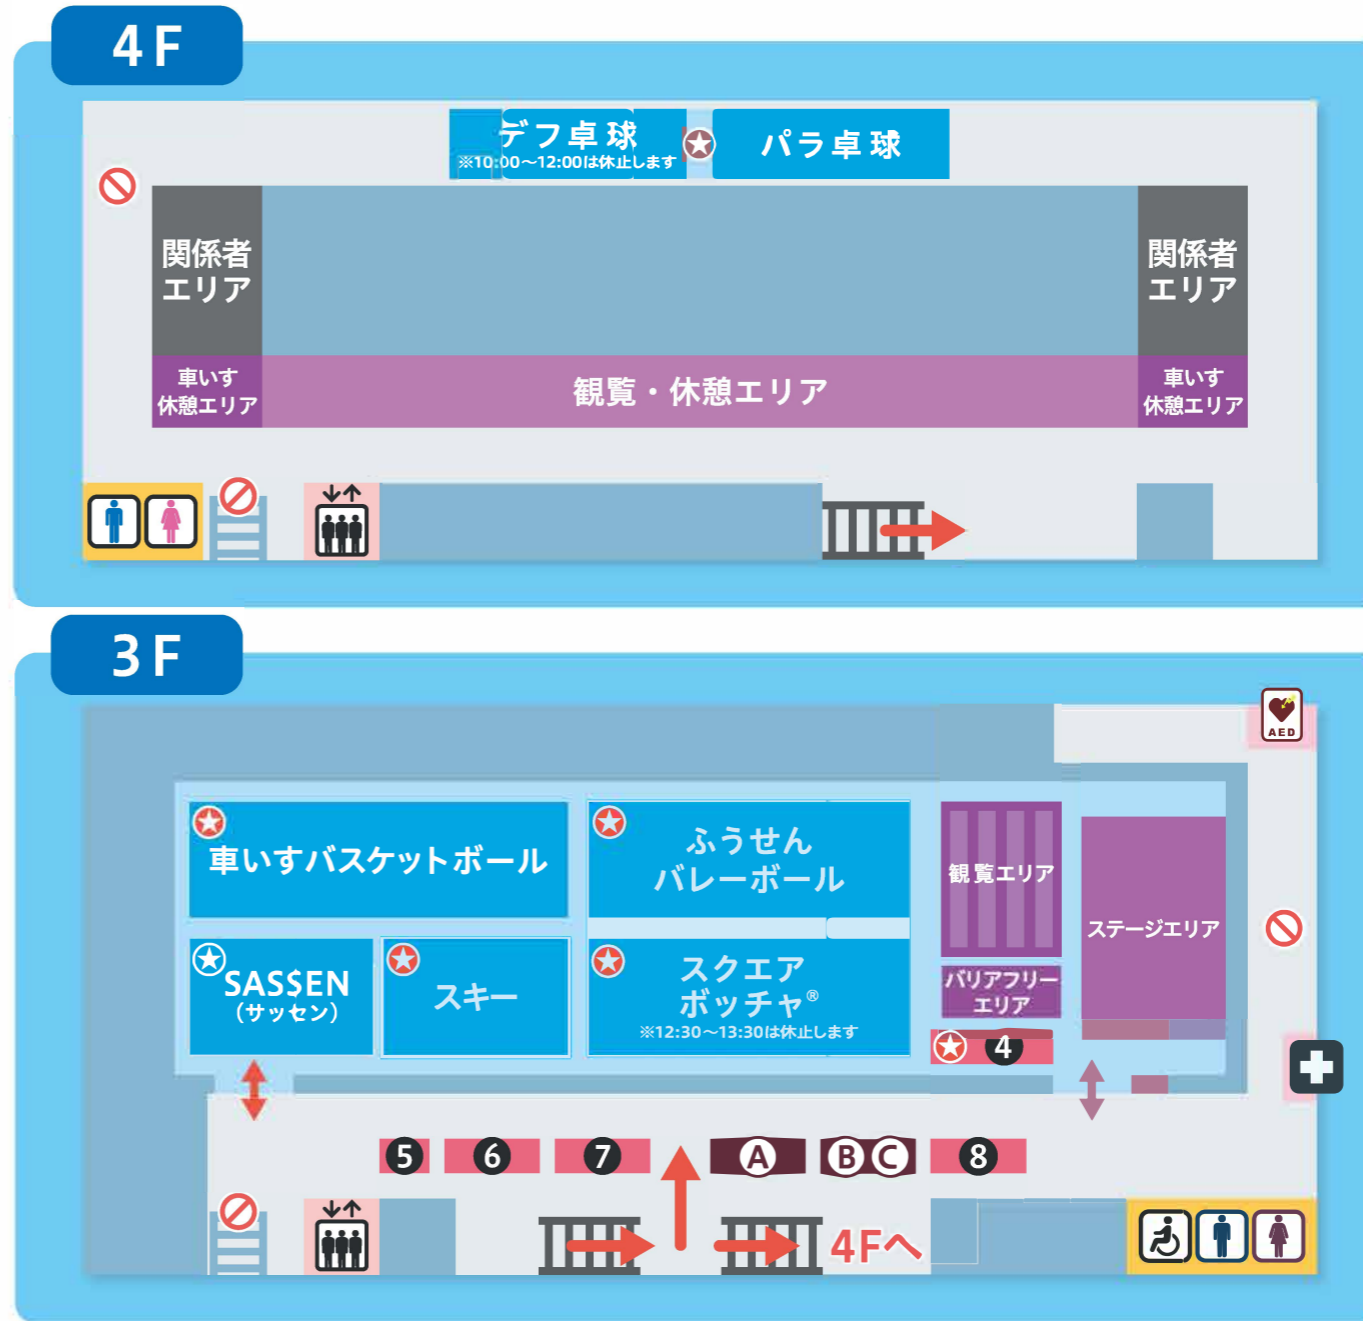 4F
デフ卓球
※10:00～12:00は休止します
パラ卓球
関係者
エリア
関係者
エリア
車いす
休憩エリア
観覧・休憩エリア
車いす
休憩エリア
3F
AED
車いすバスケットボール
ふうせん
バレーボール
観覧エリア
ステージエリア
SAS$EN
(サッセン)
スキー
スクエア
ボッチャ®
※12:30～13:30は休止します
バリアフリー
エリア
4
5
6
7
A
B C
8
4Fへ